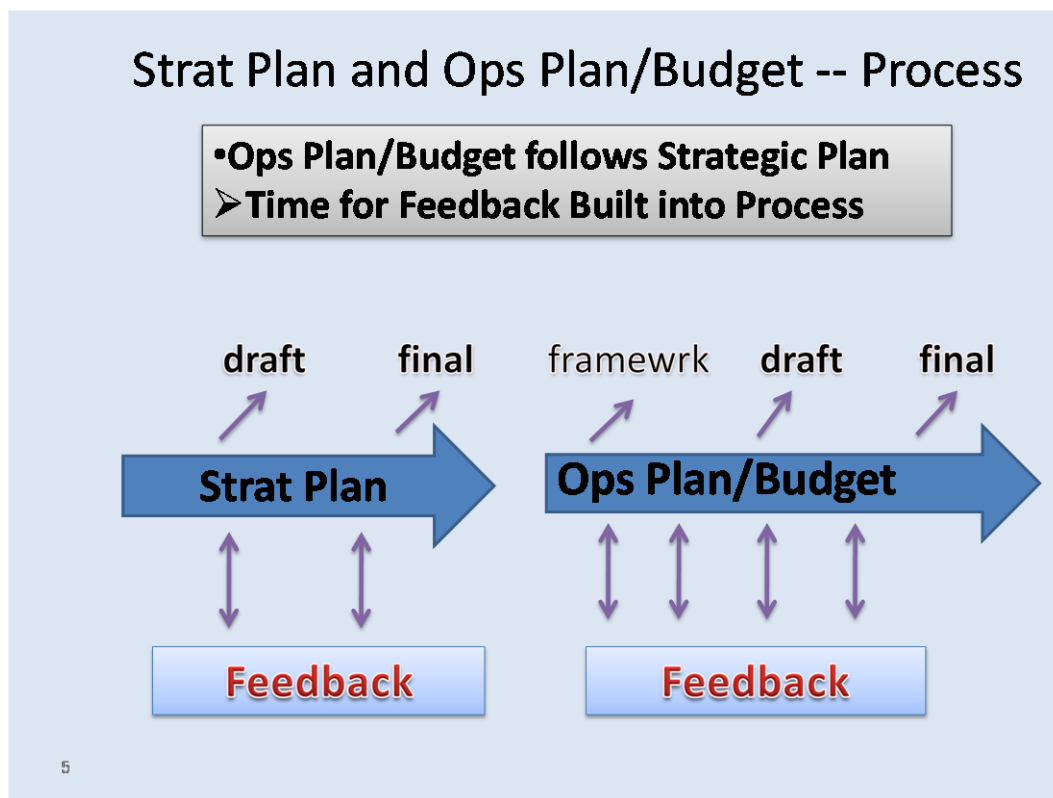 Strat Plan and Ops Plan/Budget -- Process
•Ops Plan/Budget follows Strategic Plan
➢Time for Feedback Built into Process
draft final framewrk draft final
Strat Plan Ops Plan/Budget
Feedback Feedback
5